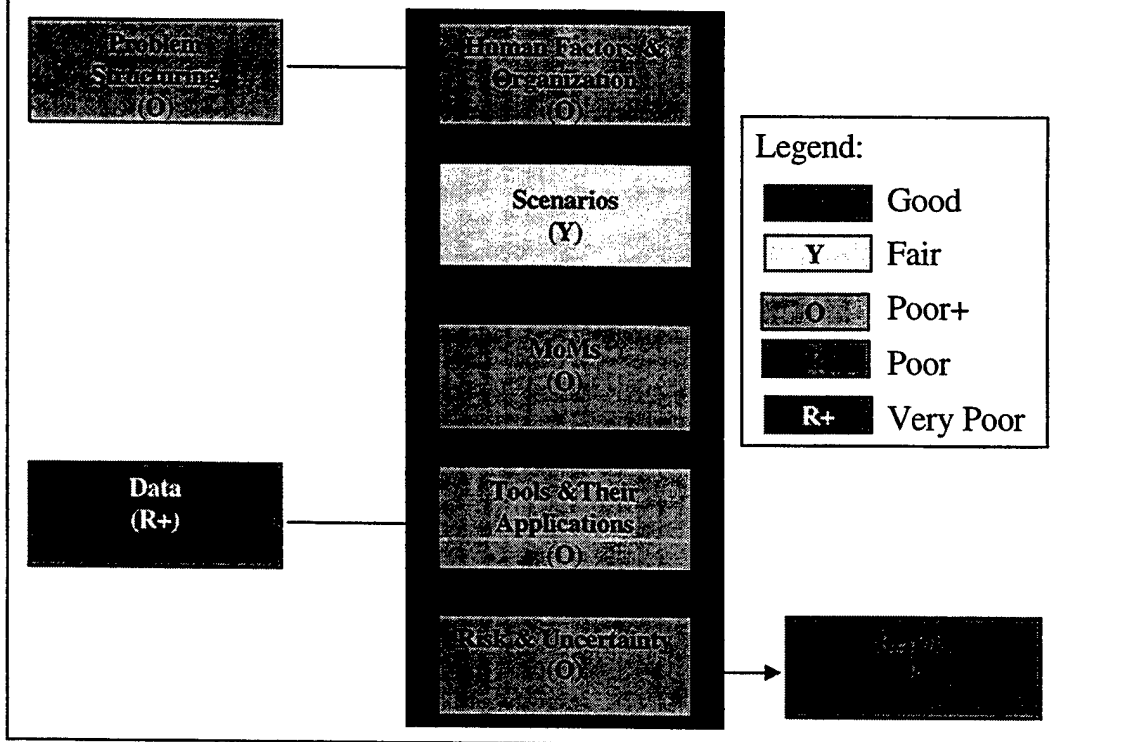 Problem
Structuring
(O)
Human Factors &
Organization
(O)
Scenarios
(Y)
MoMs
(O)
Data
(R+)
Tools &Their
Applications
(O)
Risk & Uncertainty
(O)
Legend:
Good
Y Fair
O Poor+
Poor
R+ Very Poor